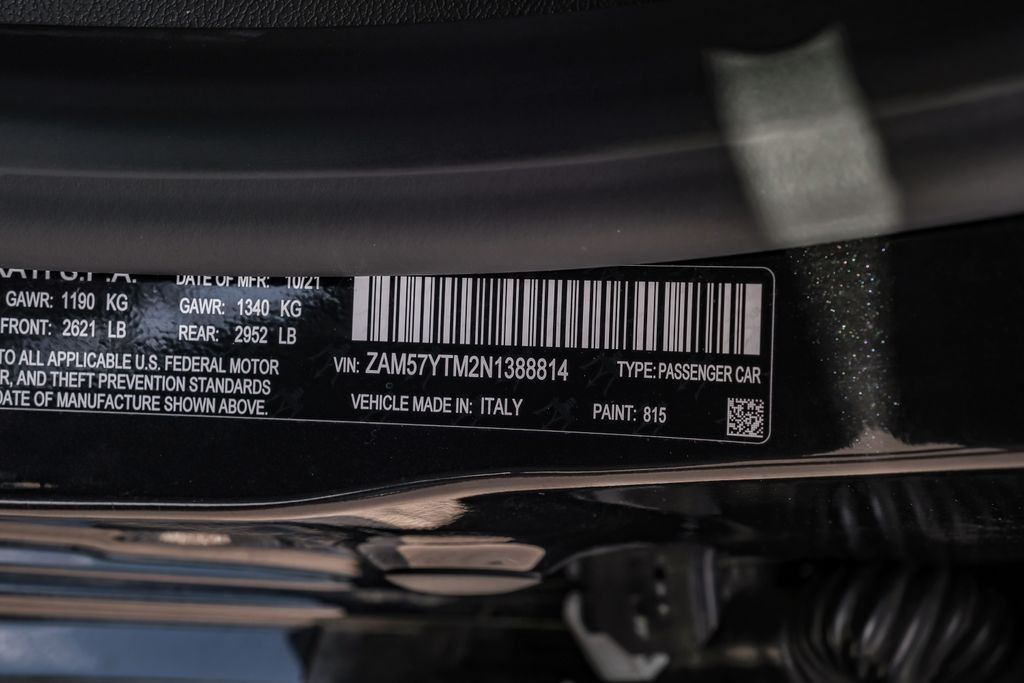 S.P.A. DATE OF MFR: 10/21
GAWR: 1190 KG GAWR: 1340 KG
FRONT: 2621 LB REAR: 2952 LB
TO ALL APPLICABLE U.S. FEDERAL MOTOR
R, AND THEFT PREVENTION STANDARDS
DATE OF MANUFACTURE SHOWN ABOVE.
VIN: ZAM57YTM2N1388814 TYPE: PASSENGER CAR
VEHICLE MADE IN: ITALY PAINT: 815